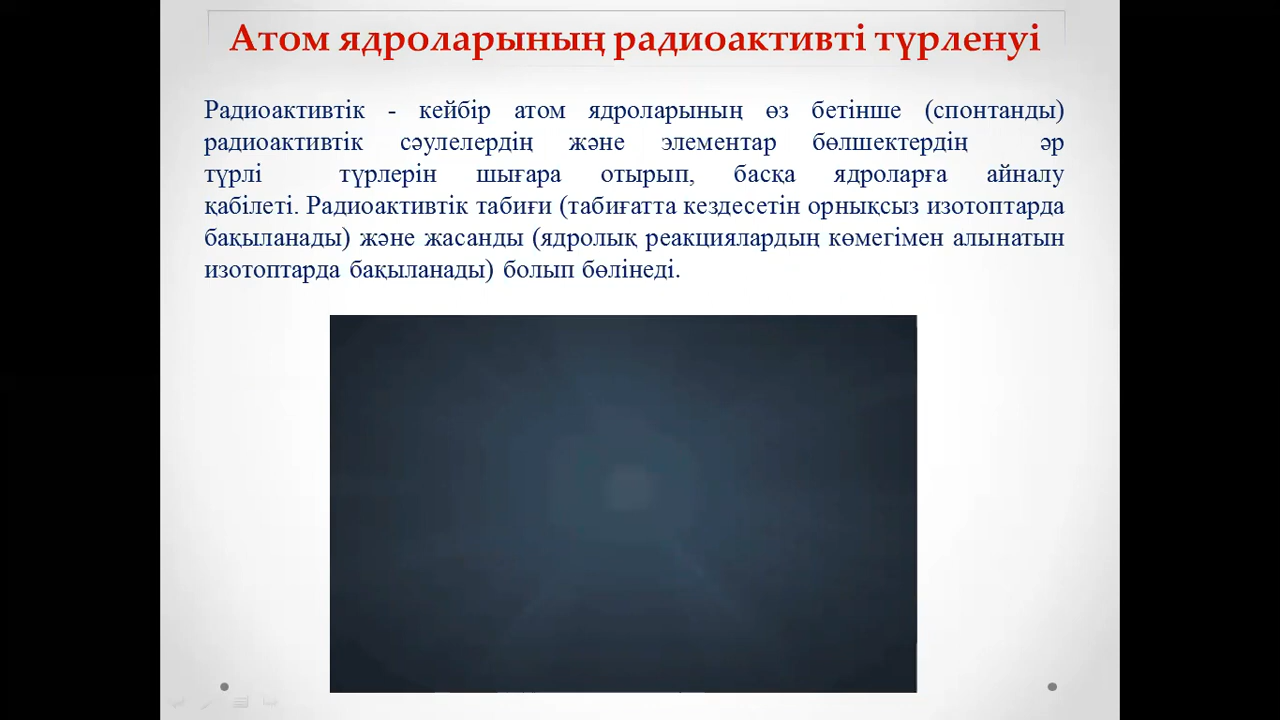 Атом ядроларының радиоактивті түрленуі
Радиоактивтік - кейбір атом ядроларының өз бетінше (спонтанды)
радиоактивтік сәулелердің және элементар бөлшектердің әр
түрлі түрлерін шығара отырып, басқа ядроларға айналу
қабілеті. Радиоактивтік табиғи (табиғатта кездесетін орнықсыз изотоптарда
бақыланады) және жасанды (ядролық реакциялардың көмегімен алынатын
изотоптарда бақыланады) болып бөлінеді.